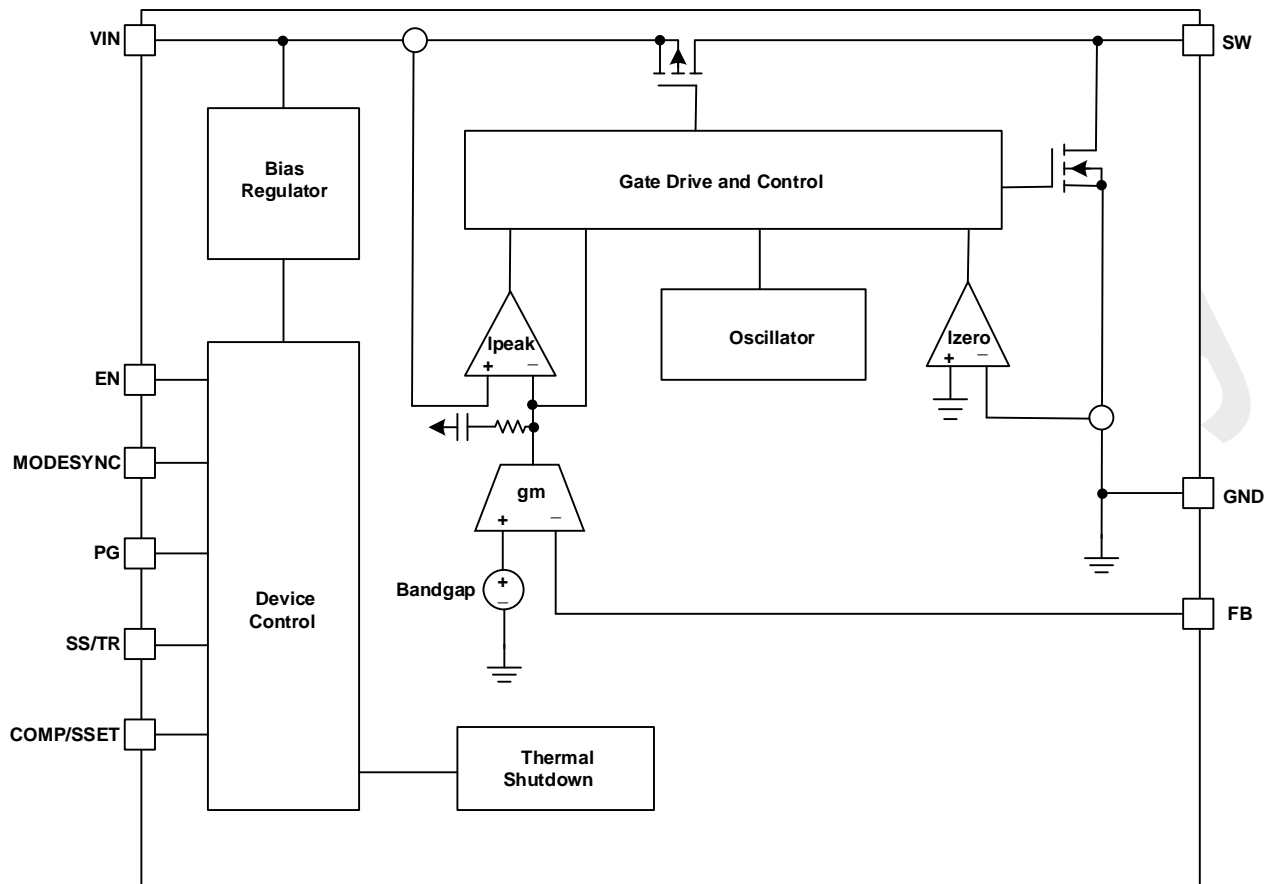 VIN
SW
Bias
Regulator
Gate Drive and Control
Ipeak
+ −
Oscillator
Izero
+ −
EN
MODESYNC
gm
+ −
GND
PG
Bandgap
+
−
FB
Device
Control
SS/TR
COMP/SSET
Thermal
Shutdown